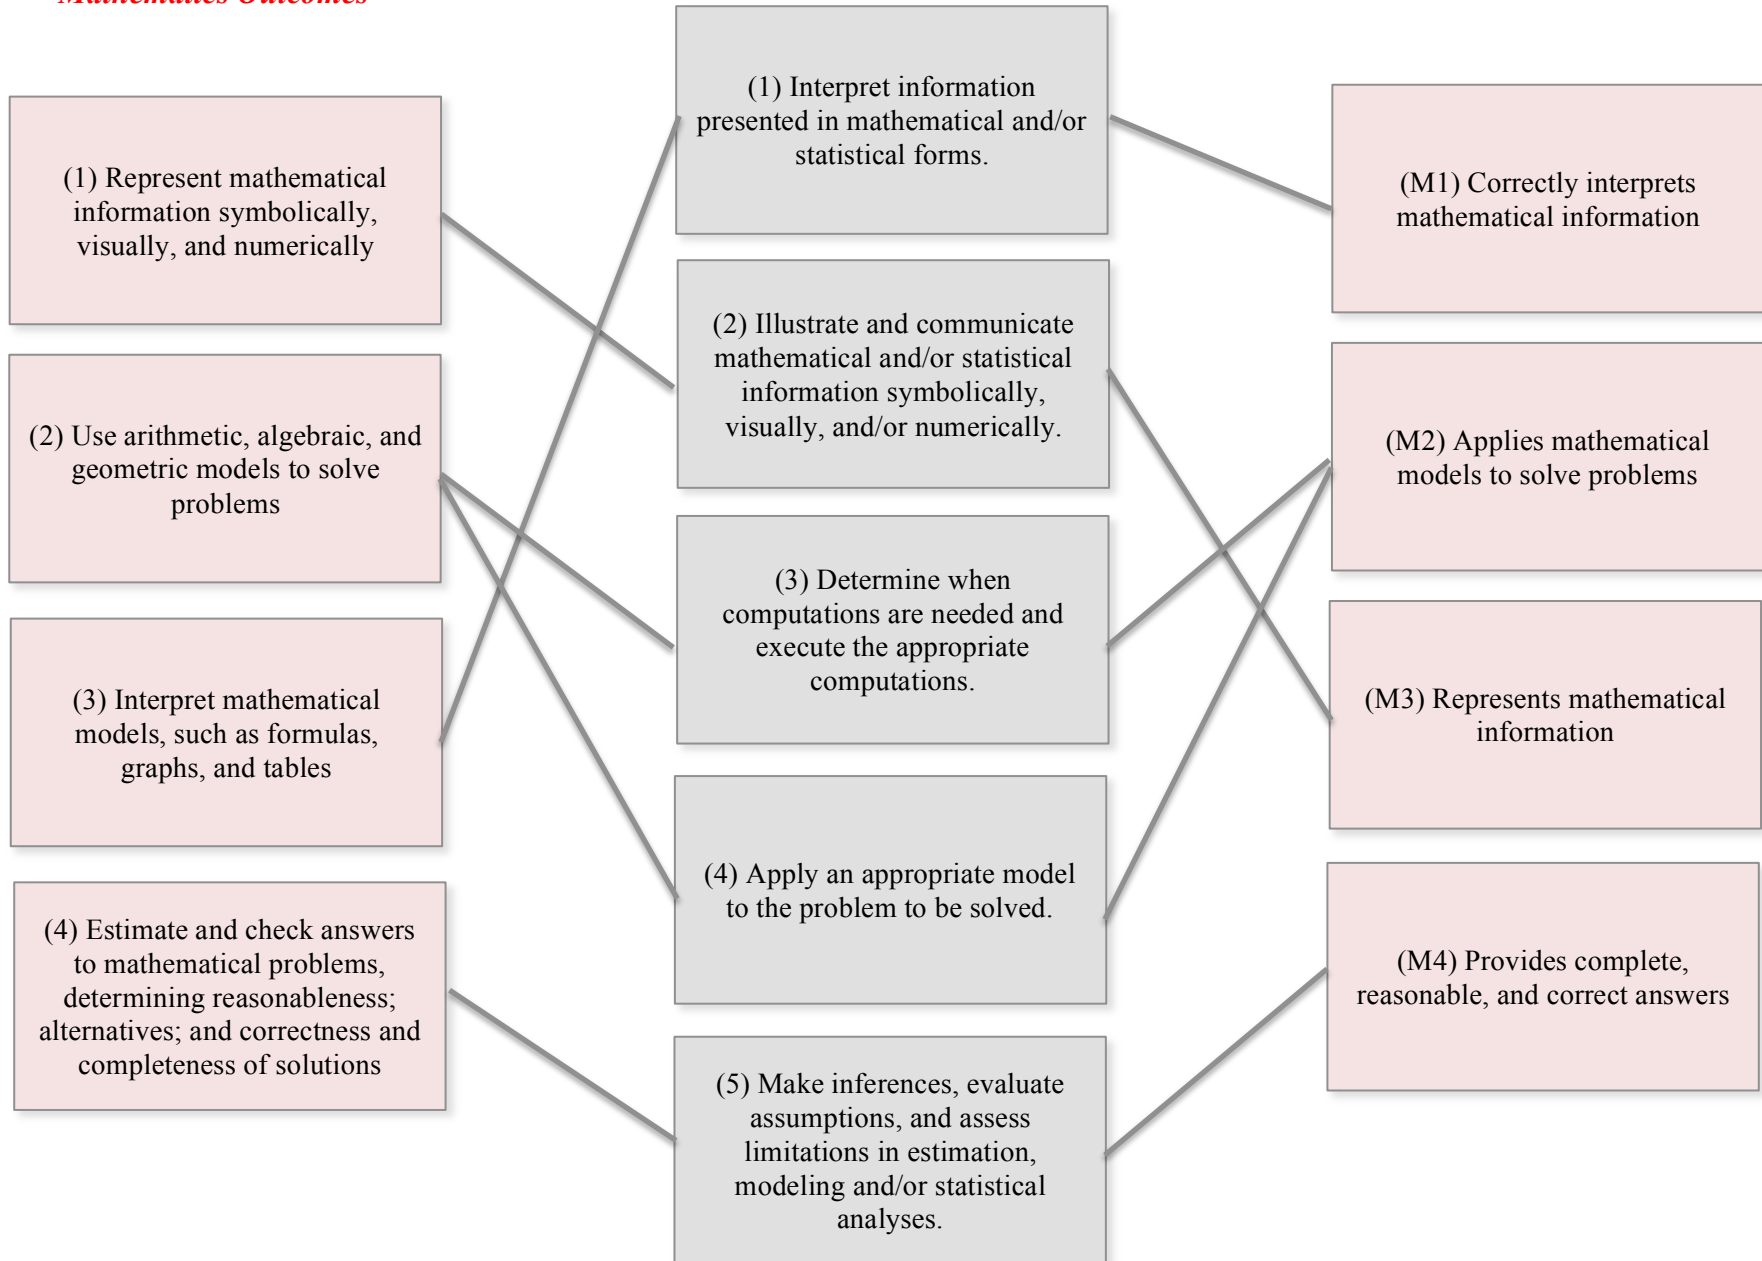 Mathematics Outcomes
(1) Represent mathematical
information symbolically,
visually, and numerically
(2) Use arithmetic, algebraic, and
geometric models to solve
problems
(3) Interpret mathematical
models, such as formulas,
graphs, and tables
(4) Estimate and check answers
to mathematical problems,
determining reasonableness;
alternatives; and correctness and
completeness of solutions
(1) Interpret information
presented in mathematical and/or
statistical forms.
(2) Illustrate and communicate
mathematical and/or statistical
information symbolically,
visually, and/or numerically.
(3) Determine when
computations are needed and
execute the appropriate
computations.
(4) Apply an appropriate model
to the problem to be solved.
(5) Make inferences, evaluate
assumptions, and assess
limitations in estimation,
modeling and/or statistical
analyses.
(M1) Correctly interprets
mathematical information
(M2) Applies mathematical
models to solve problems
(M3) Represents mathematical
information
(M4) Provides complete,
reasonable, and correct answers